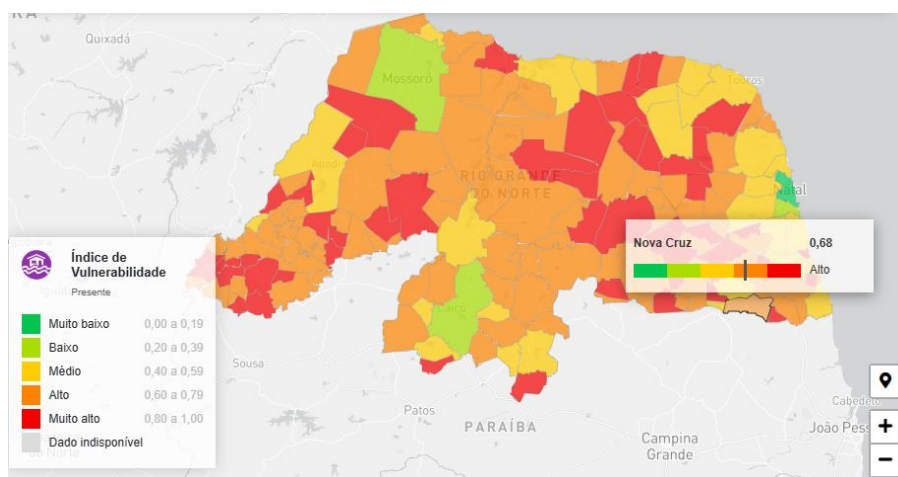 RA
Quixadá
Mossoró
Touros
Apodi
RIO GRANDE
DO NORTE
Natal
Nova Cruz 0,68
Alto
Índice de
Vulnerabilidade
Presente
Muito baixo 0,00 a 0,19
Baixo 0,20 a 0,39
Médio 0,40 a 0,59
Alto 0,60 a 0,79
Muito alto 0,80 a 1,00
Dado indisponível
Caicó
Sousa
Patos
PARAÍBA
Campina
Grande
Cabedelo
João Pess
+
−